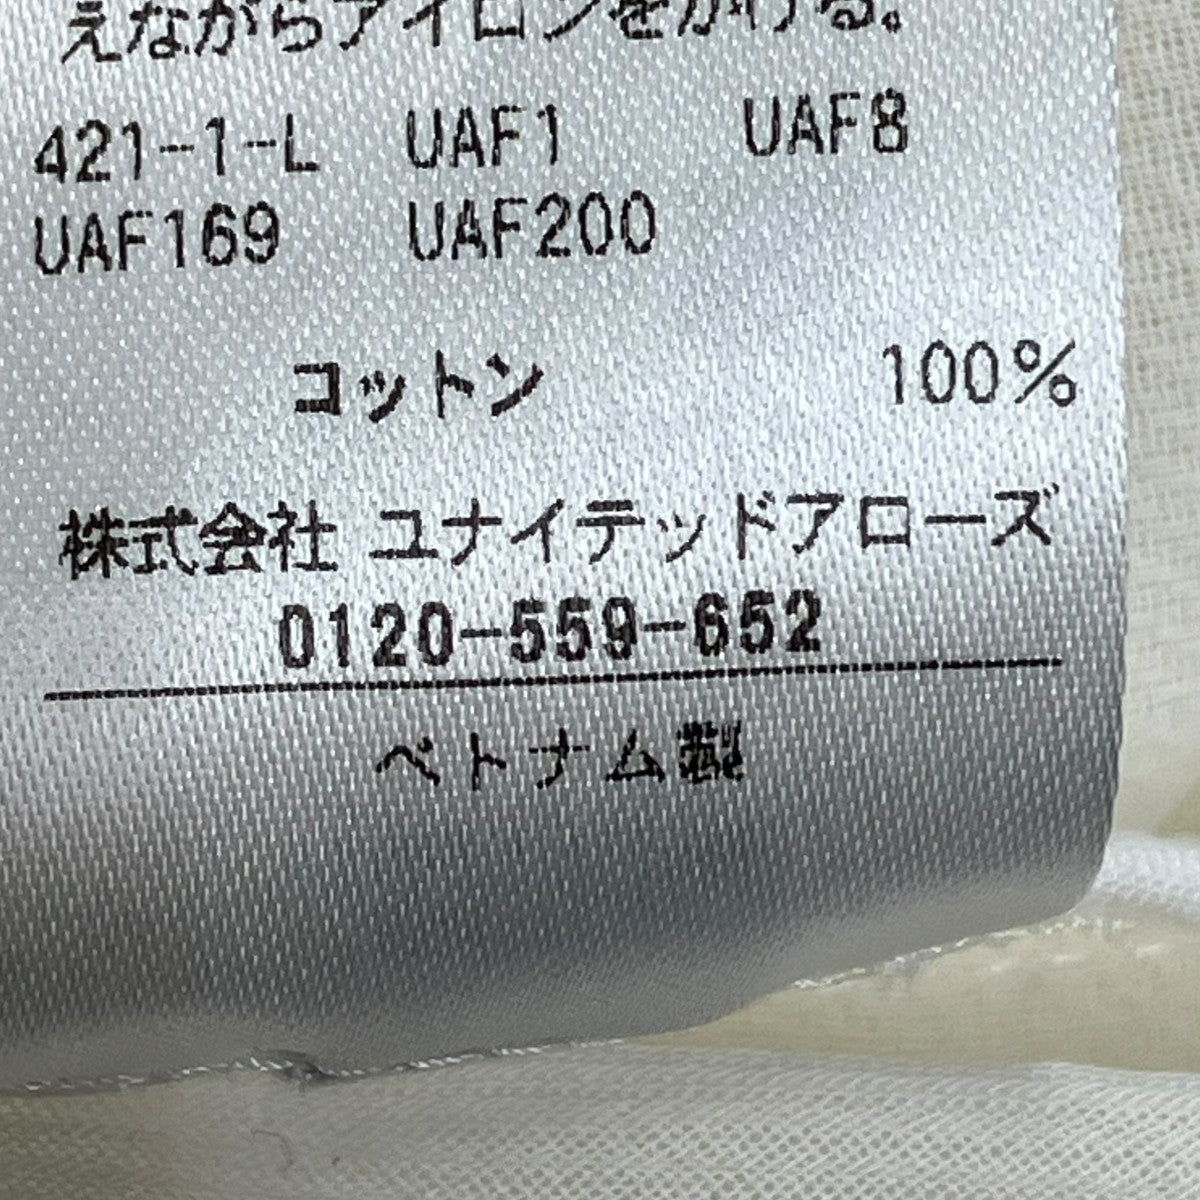 えながらアイロンをかける。
421-1-L UAF1 UAF8
UAF169 UAF200
コットン 100%
株式会社 ユナイテッドアローズ
0120-559-652
ベトナム製